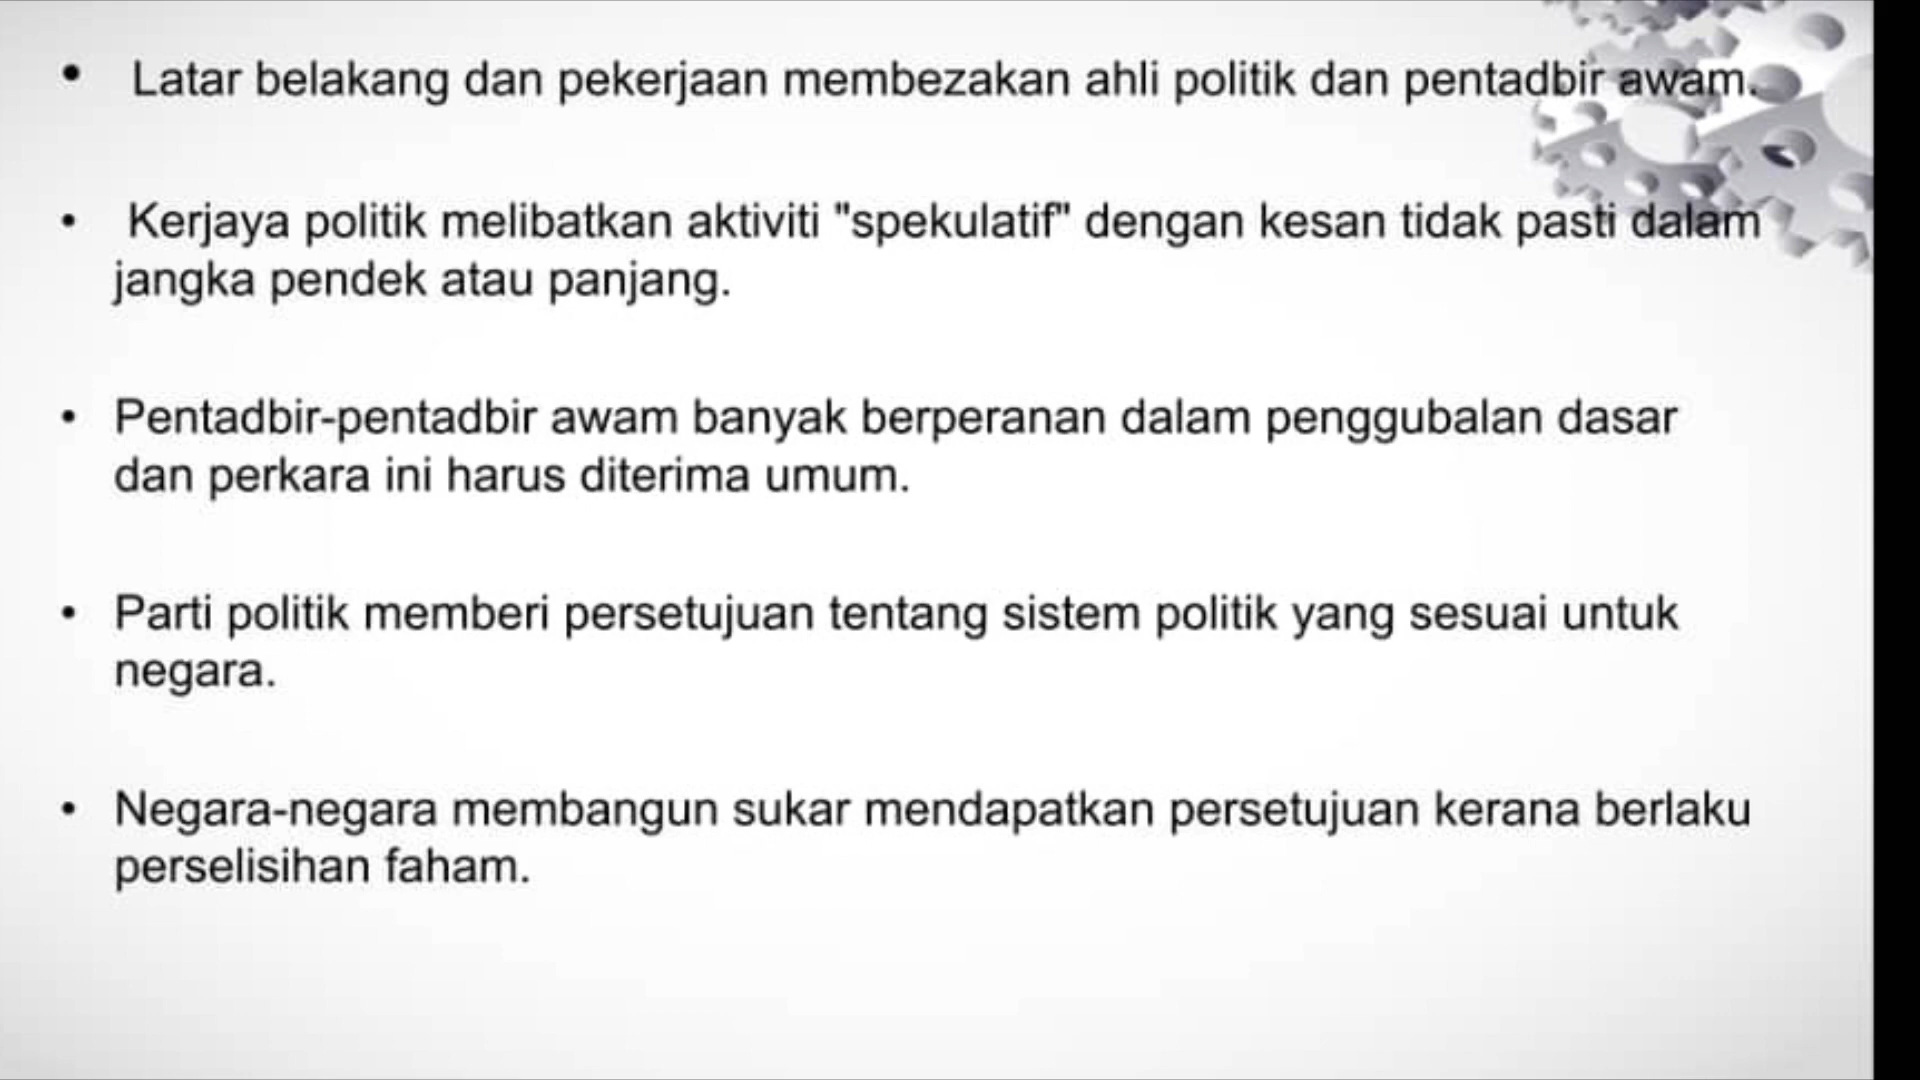 • Latar belakang dan pekerjaan membezakan ahli politik dan pentadbir awam.
• Kerjaya politik melibatkan aktiviti "spekulatif" dengan kesan tidak pasti dalam
jangka pendek atau panjang.
• Pentadbir-pentadbir awam banyak berperanan dalam penggubalan dasar
dan perkara ini harus diterima umum.
• Parti politik memberi persetujuan tentang sistem politik yang sesuai untuk
negara.
• Negara-negara membangun sukar mendapatkan persetujuan kerana berlaku
perselisihan faham.